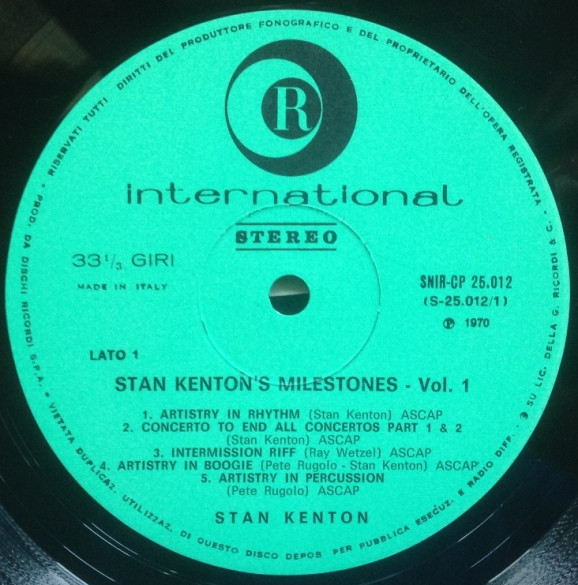 RISERVATI TUTTI I DIRITTI DEL PRODUTTORE FONOGRAFICO E DEL PROPRIETARIO DELL'OPERA REGISTRATA •
R
international
STEREO
33 1/3 GIRI
MADE IN ITALY
SNIR-CP 25.012
(S-25.012/1)
Ⓟ 1970
LATO 1
STAN KENTON'S MILESTONES - Vol. 1
1. ARTISTRY IN RHYTHM (Stan Kenton) ASCAP
2. CONCERTO TO END ALL CONCERTOS PART 1 & 2
(Stan Kenton) ASCAP
3. INTERMISSION RIFF (Ray Wetzel) ASCAP
4. ARTISTRY IN BOOGIE (Pete Rugolo - Stan Kenton) ASCAP
5. ARTISTRY IN PERCUSSION
(Pete Rugolo) ASCAP
STAN KENTON
• PROD. DA DISCHI RICORDI S.P.A. • VIETATA DUPLICAZ. UTILIZZAZ. DI QUESTO DISCO DEPOS PER PUBBLICA ESECUZ. E RADIO DIFF. • SU LIC. DELLA G. RICORDI & C.